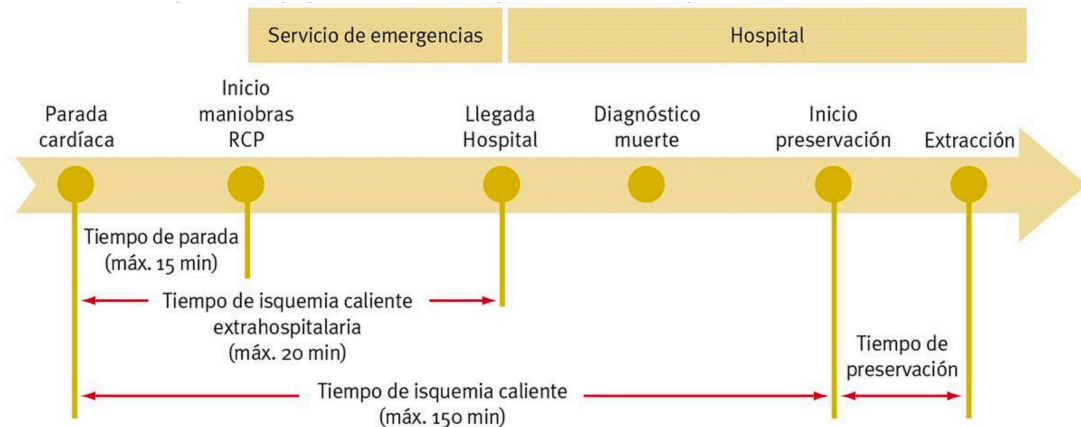 Servicio de emergencias
Hospital
Parada
cardíaca
Inicio
maniobras
RCP
Llegada
Hospital
Diagnóstico
muerte
Inicio
preservación
Extracción
Tiempo de parada
(máx. 15 min)
Tiempo de isquemia caliente
extrahospitalaria
(máx. 20 min)
Tiempo de
preservación
Tiempo de isquemia caliente
(máx. 150 min)